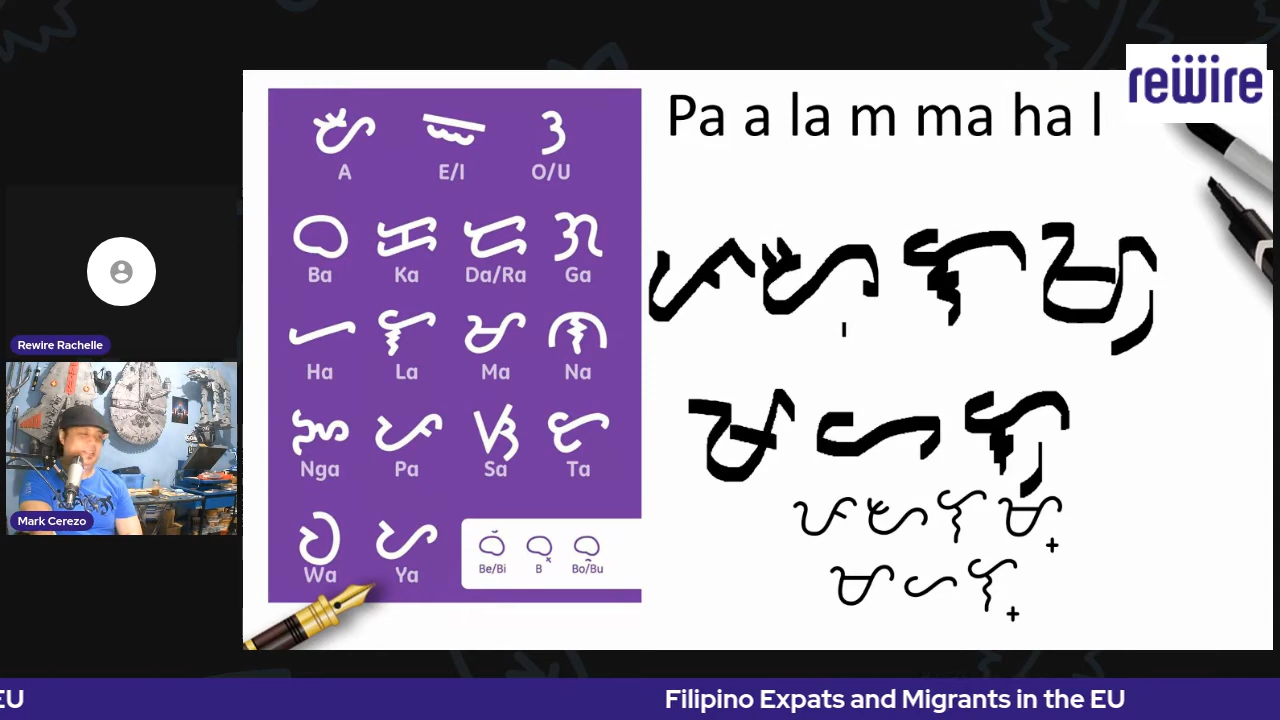 rewire
Pa a la m ma ha l
A E/I O/U
Ba Ka Da/Ra Ga
Ha La Ma Na
Nga Pa Sa Ta
Wa Ya
Be/Bi B Bo/Bu
ᜉᜀᜎᜋ᜔
ᜋᜑᜎ᜔
ᜉᜀᜎᜋ᜔
ᜋᜑᜎ᜔
Rewire Rachelle
Mark Cerezo
EU
Filipino Expats and Migrants in the EU